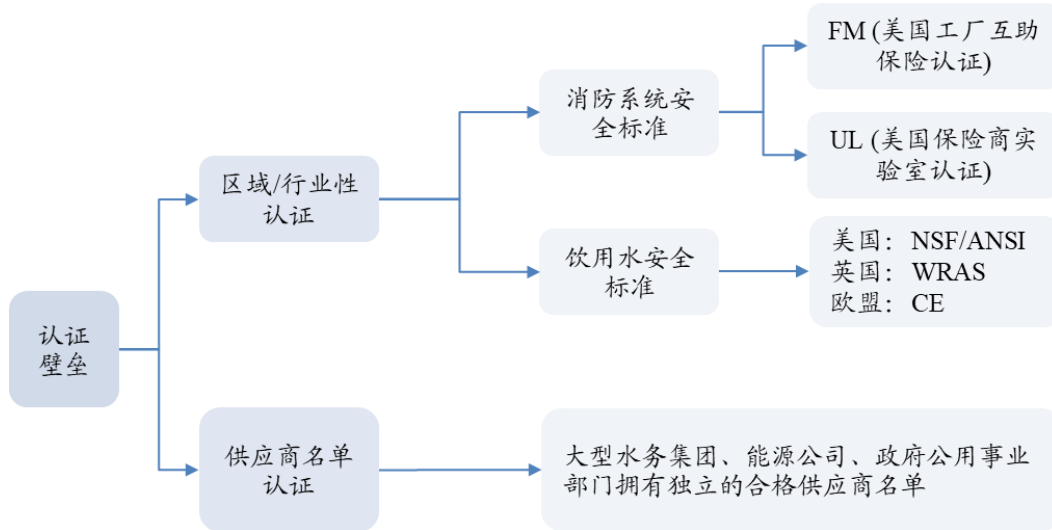 认证
壁垒
区域/行业性
认证
消防系统安
全标准
FM (美国工厂互助
保险认证)
UL (美国保险商实
验室认证)
饮用水安全
标准
美国：NSF/ANSI
英国：WRAS
欧盟：CE
供应商名单
认证
大型水务集团、能源公司、政府公用事业
部门拥有独立的合格供应商名单